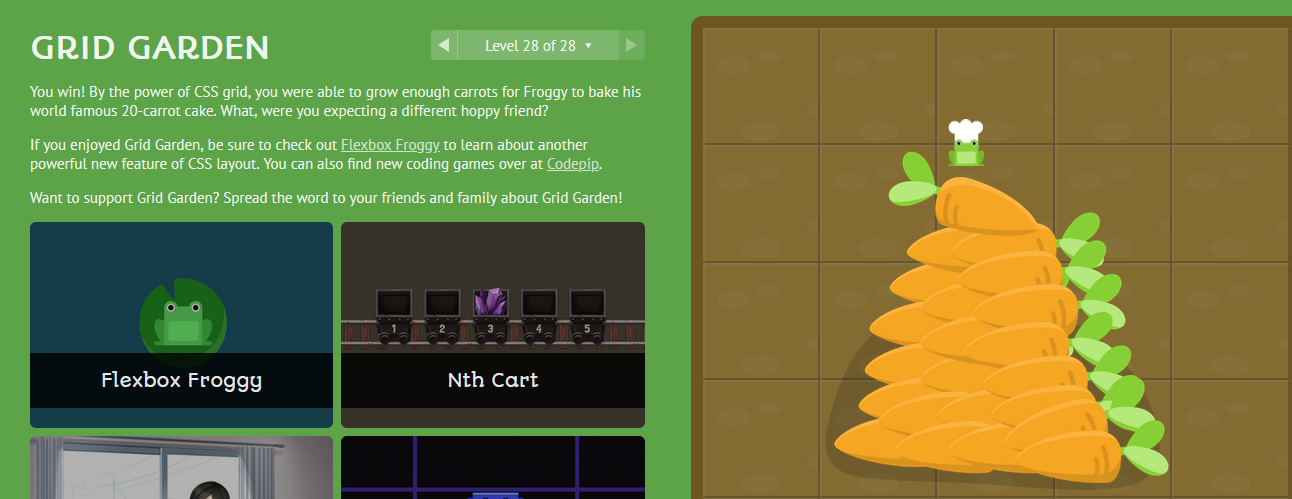 GRID GARDEN
Level 28 of 28 ▼
You win! By the power of CSS grid, you were able to grow enough carrots for Froggy to bake his
world famous 20-carrot cake. What, were you expecting a different hoppy friend?
If you enjoyed Grid Garden, be sure to check out Flexbox Froggy to learn about another
powerful new feature of CSS layout. You can also find new coding games over at Codepip.
Want to support Grid Garden? Spread the word to your friends and family about Grid Garden!
1 2 3 4 5
Flexbox Froggy
Nth Cart